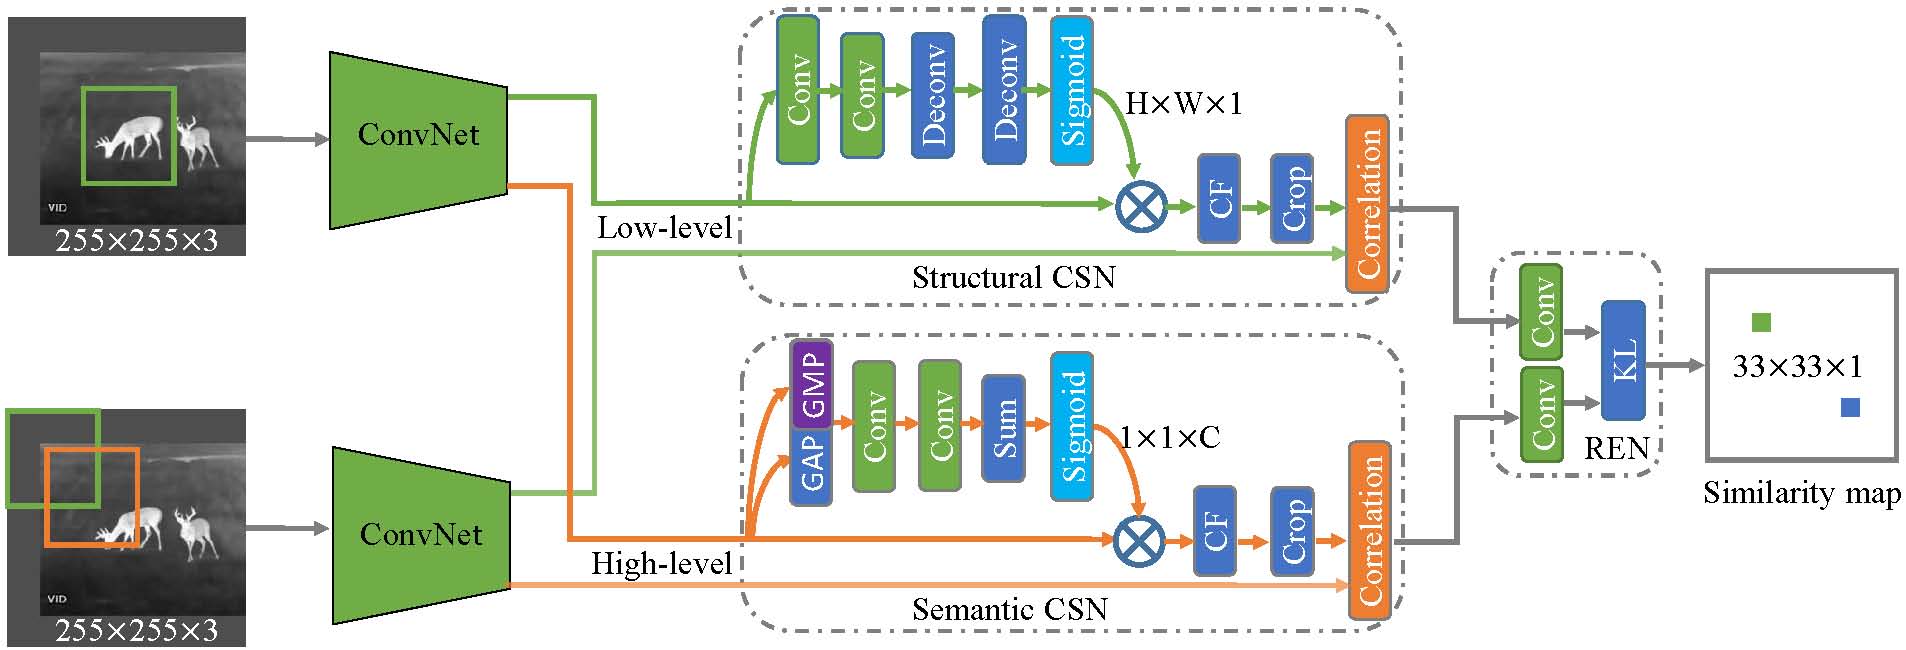 VID
255×255×3
ConvNet
Low-level
Conv
Conv
Deconv
Deconv
Sigmoid
H×W×1
CF
Crop
Correlation
Structural CSN
VID
255×255×3
ConvNet
High-level
GMP
GAP
Conv
Conv
Sum
Sigmoid
1×1×C
CF
Crop
Correlation
Semantic CSN
Conv
Conv
KL
REN
33×33×1
Similarity map